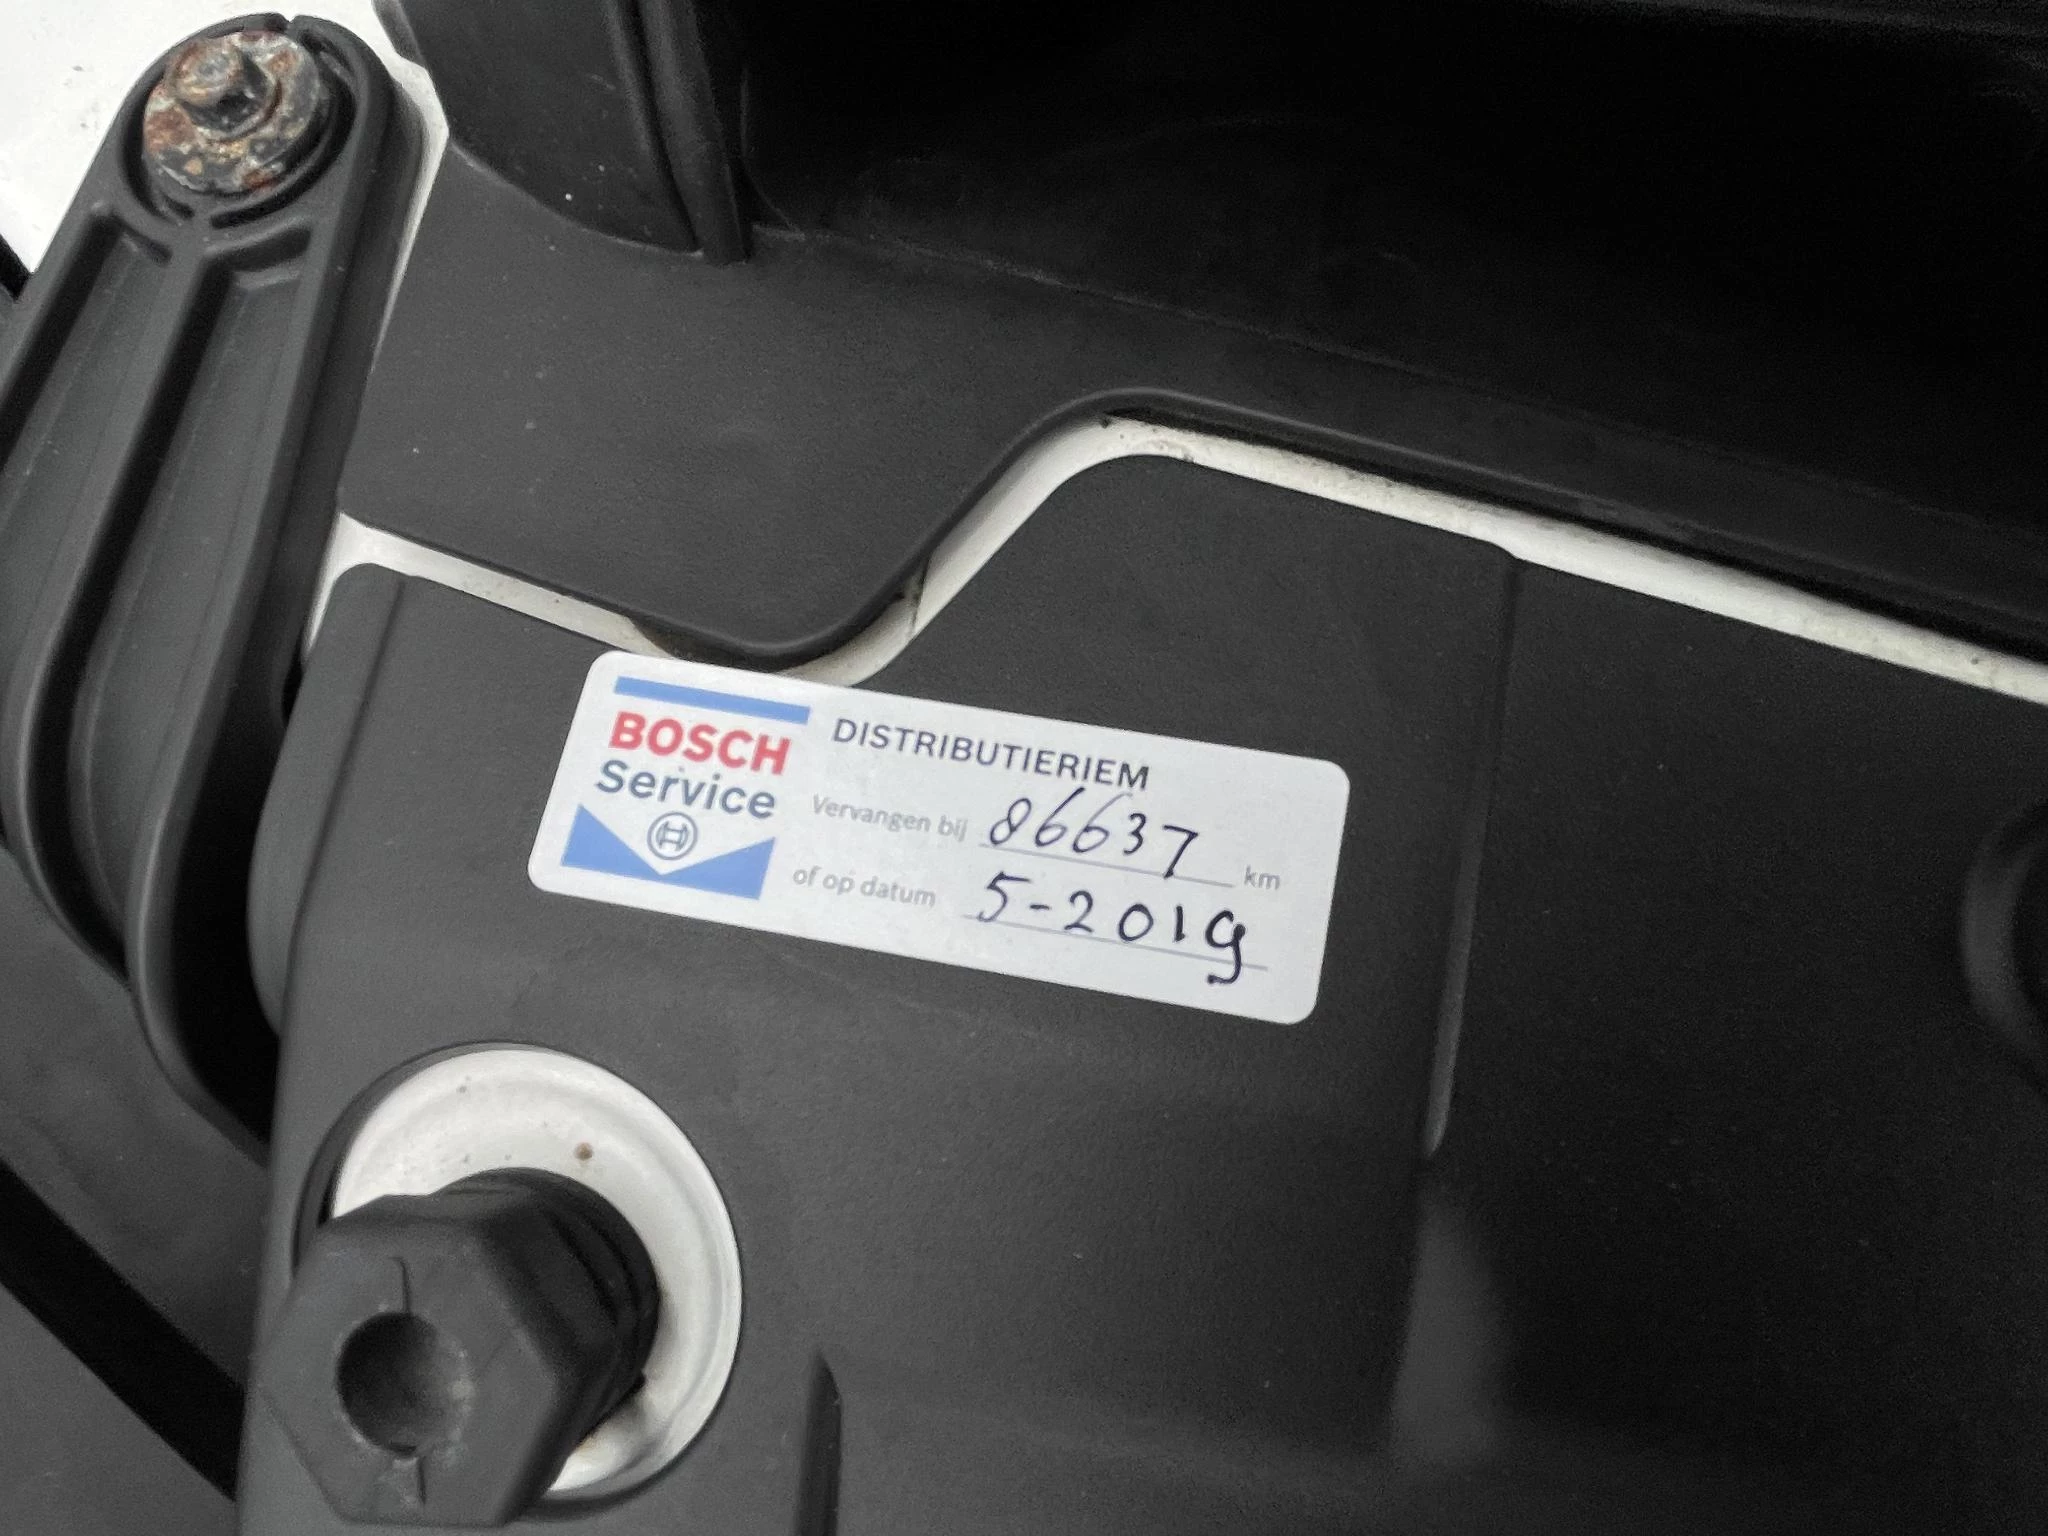 BOSCH
Service
DISTRIBUTIERIEM
Vervangen bij 86637 km
of op datum 5-2019